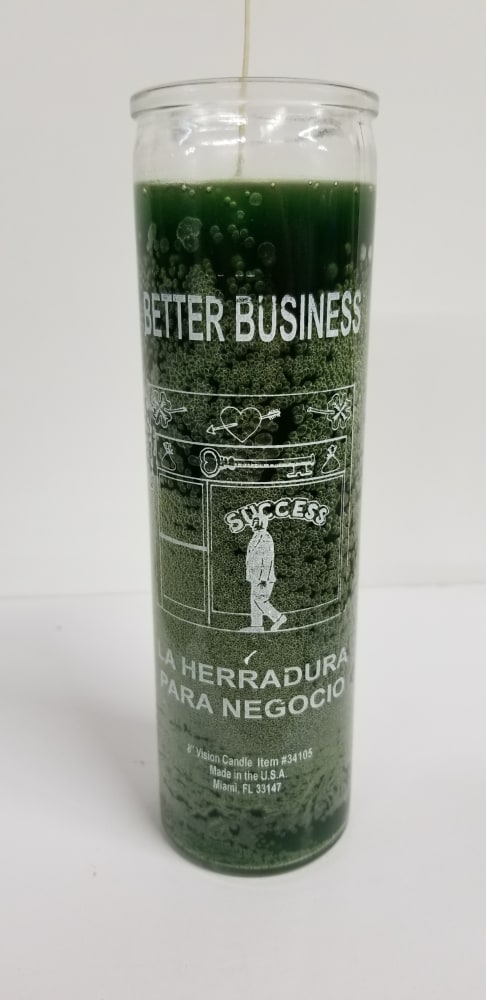 BETTER BUSINESS
SUCCESS
LA HERRADURA
PARA NEGOCIO
8" Vision Candle Item #34105
Made in the U.S.A.
Miami, FL 33147